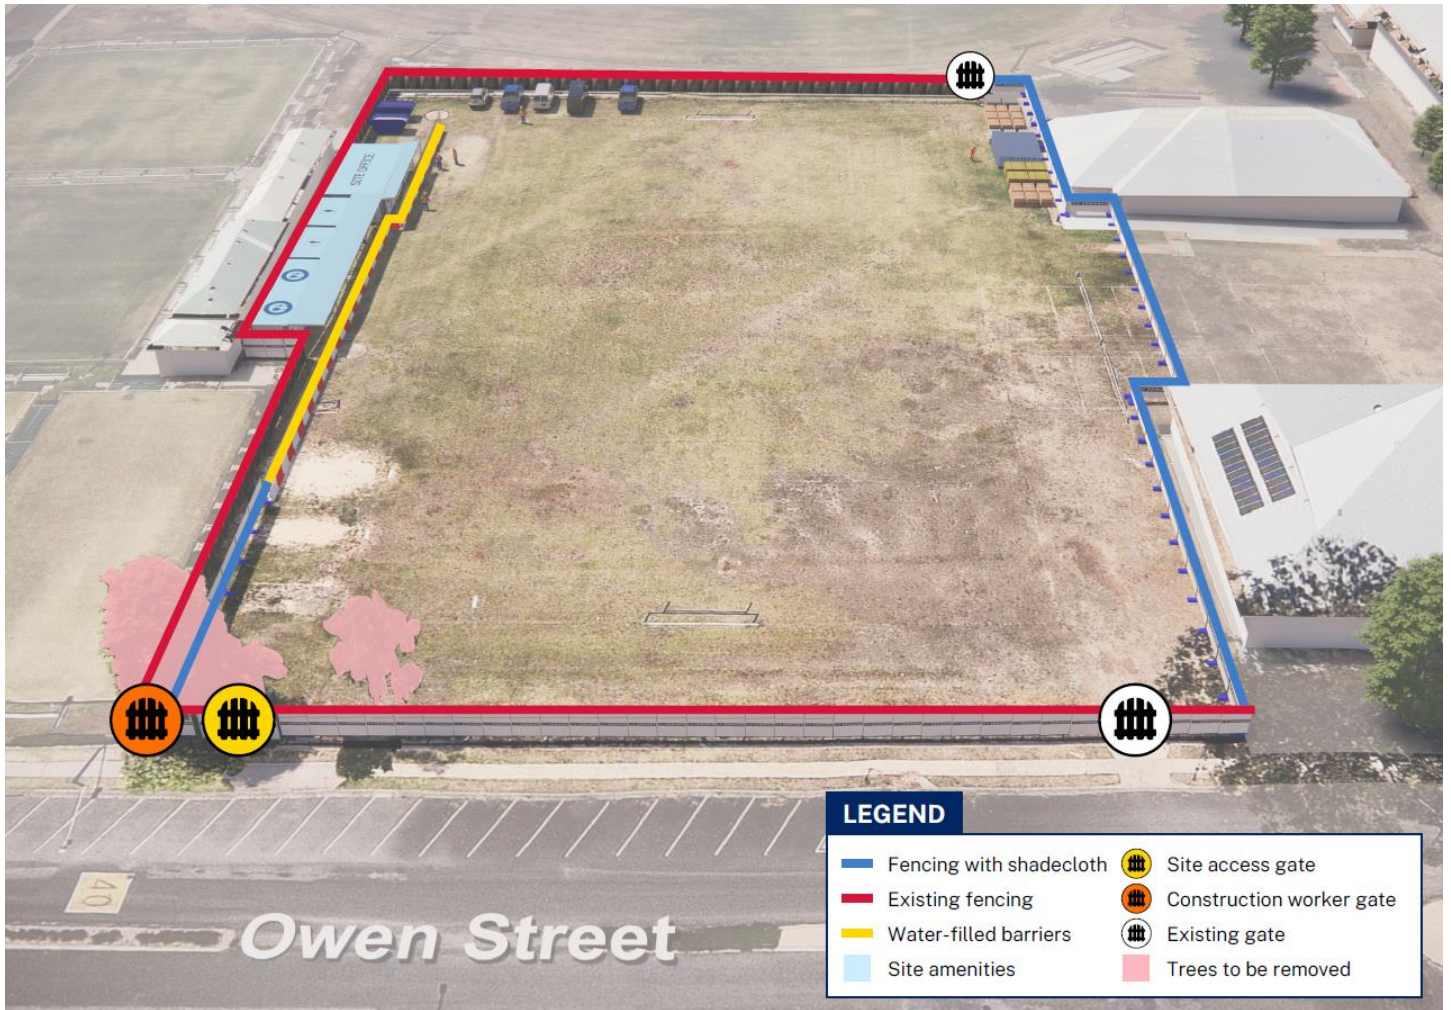 SITE OFFICE
LEGEND
Fencing with shadecloth
Site access gate
Existing fencing
Construction worker gate
Water-filled barriers
Existing gate
Site amenities
Trees to be removed
40
Owen Street